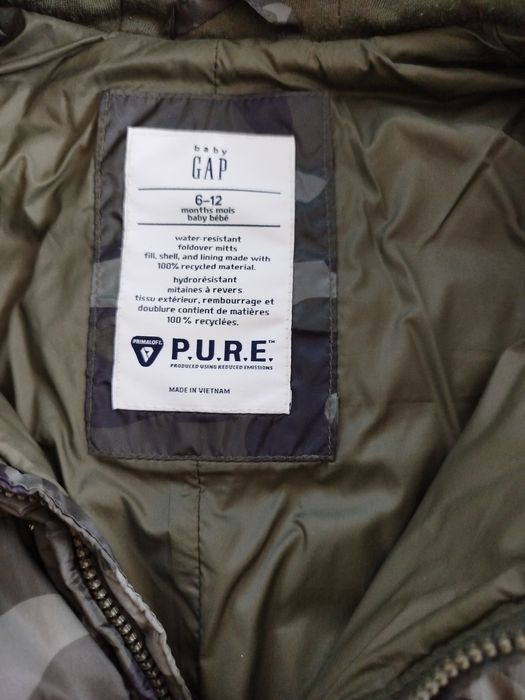 baby
GAP
6-12
months mois
baby bébé
water-resistant
foldover mitts
fill, shell, and lining made with
100% recycled material.
hydrorésistant
mitaines à revers
tissu extérieur, rembourrage et
doublure contient de matières
100% recyclées.
PRIMALOFT.
P.U.R.E.™
PRODUCED USING REDUCED EMISSIONS
MADE IN VIETNAM